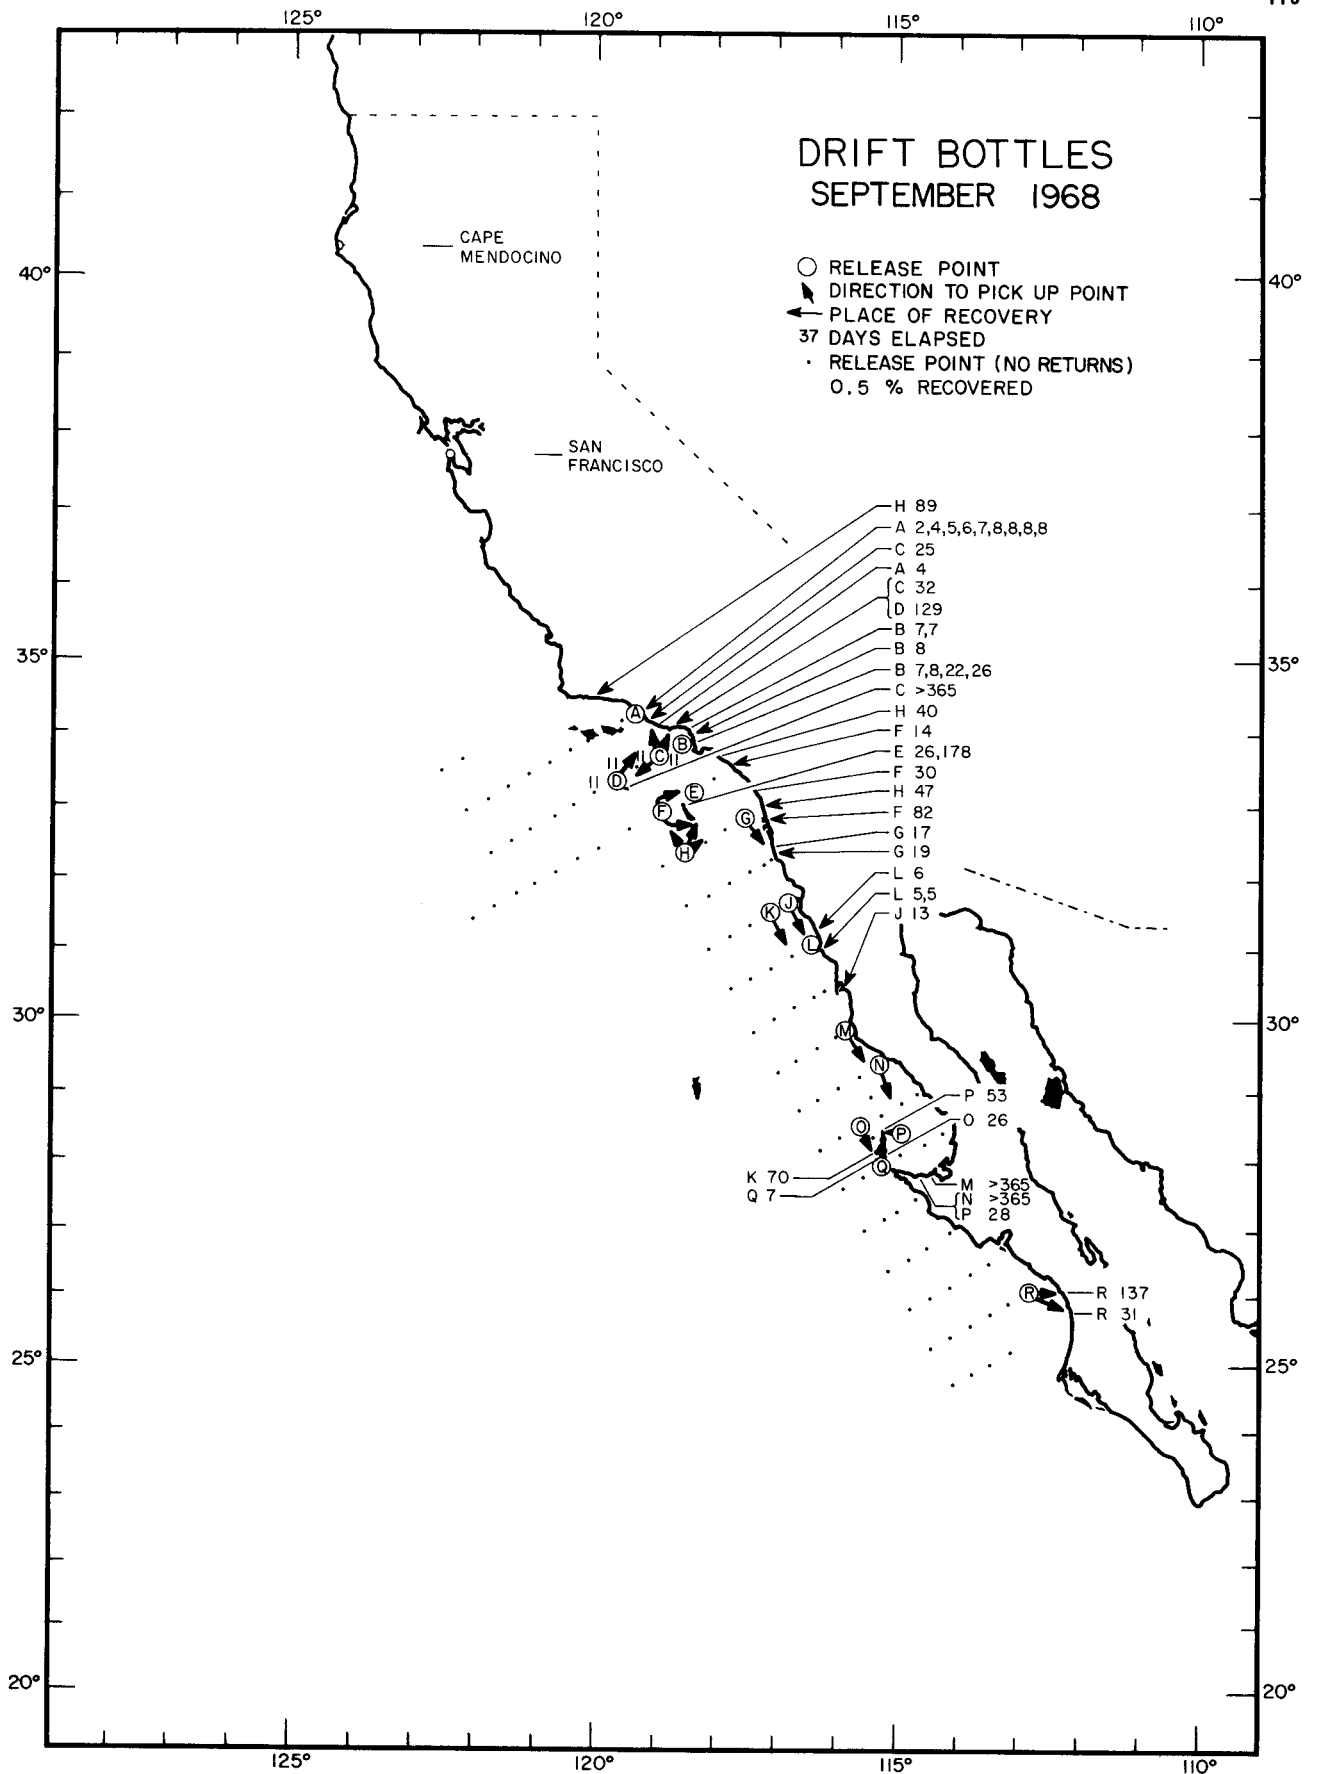 125° 120° 115° 110°
DRIFT BOTTLES
SEPTEMBER 1968
CAPE
MENDOCINO
RELEASE POINT
DIRECTION TO PICK UP POINT
PLACE OF RECOVERY
37 DAYS ELAPSED
RELEASE POINT (NO RETURNS)
0.5 % RECOVERED
40° 40°
SAN
FRANCISCO
H 89
A 2,4,5,6,7,8,8,8,8
C 25
A 4
C 32
D 129
B 7,7
B 8
35° 35°
B 7,8,22,26
C >365
H 40
F 14
E 26,178
F 30
H 47
F 82
G 17
G 19
L 6
L 5,5
J 13
A
B
C
11 11 11
11 D
E
F
G
H
J
K
L
30° 30°
M
N
P 53
O 26
O
P
Q
K 70
Q 7
M >365
N >365
P 28
R
R 137
R 31
25° 25°
20° 20°
125° 120° 115° 110°